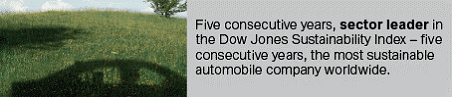 Five consecutive years, sector leader in
the Dow Jones Sustainability Index – five
consecutive years, the most sustainable
automobile company worldwide.